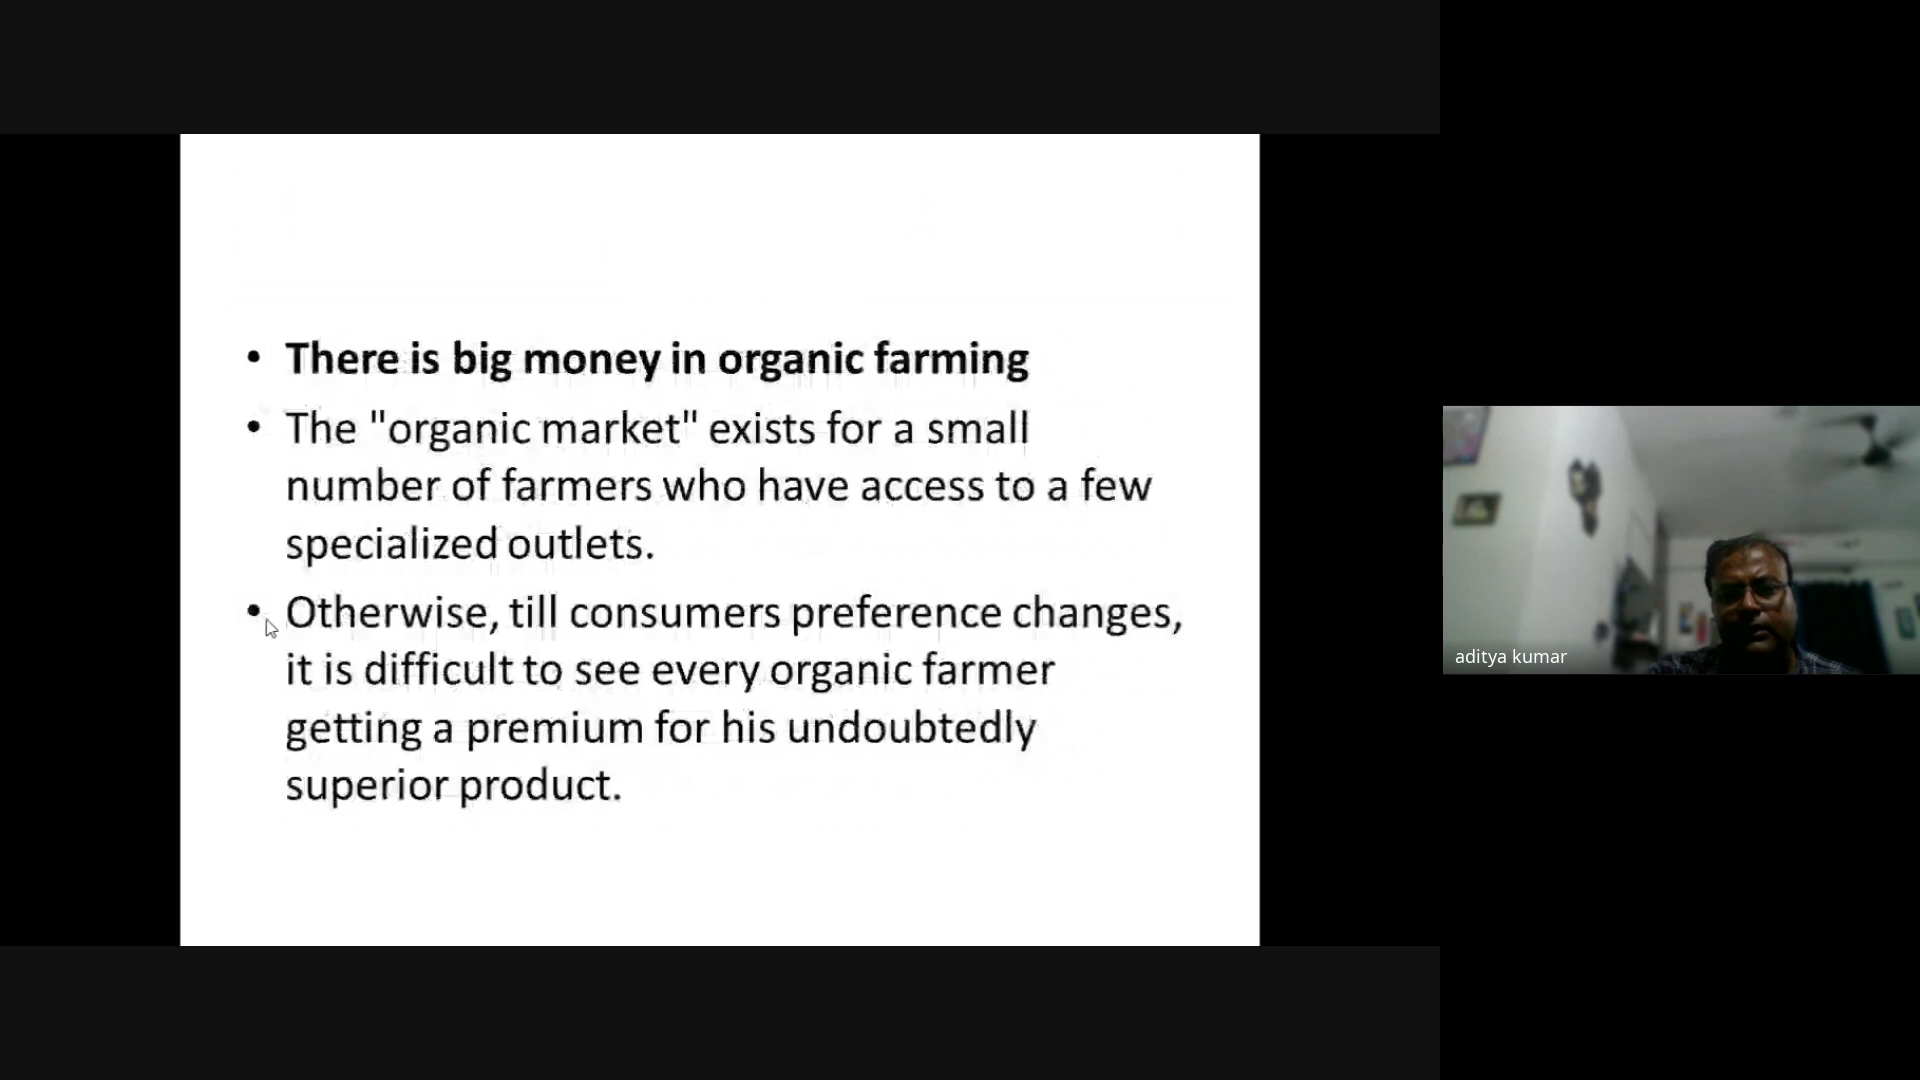 • There is big money in organic farming
• The "organic market" exists for a small
number of farmers who have access to a few
specialized outlets.
• Otherwise, till consumers preference changes,
it is difficult to see every organic farmer
getting a premium for his undoubtedly
superior product.
aditya kumar